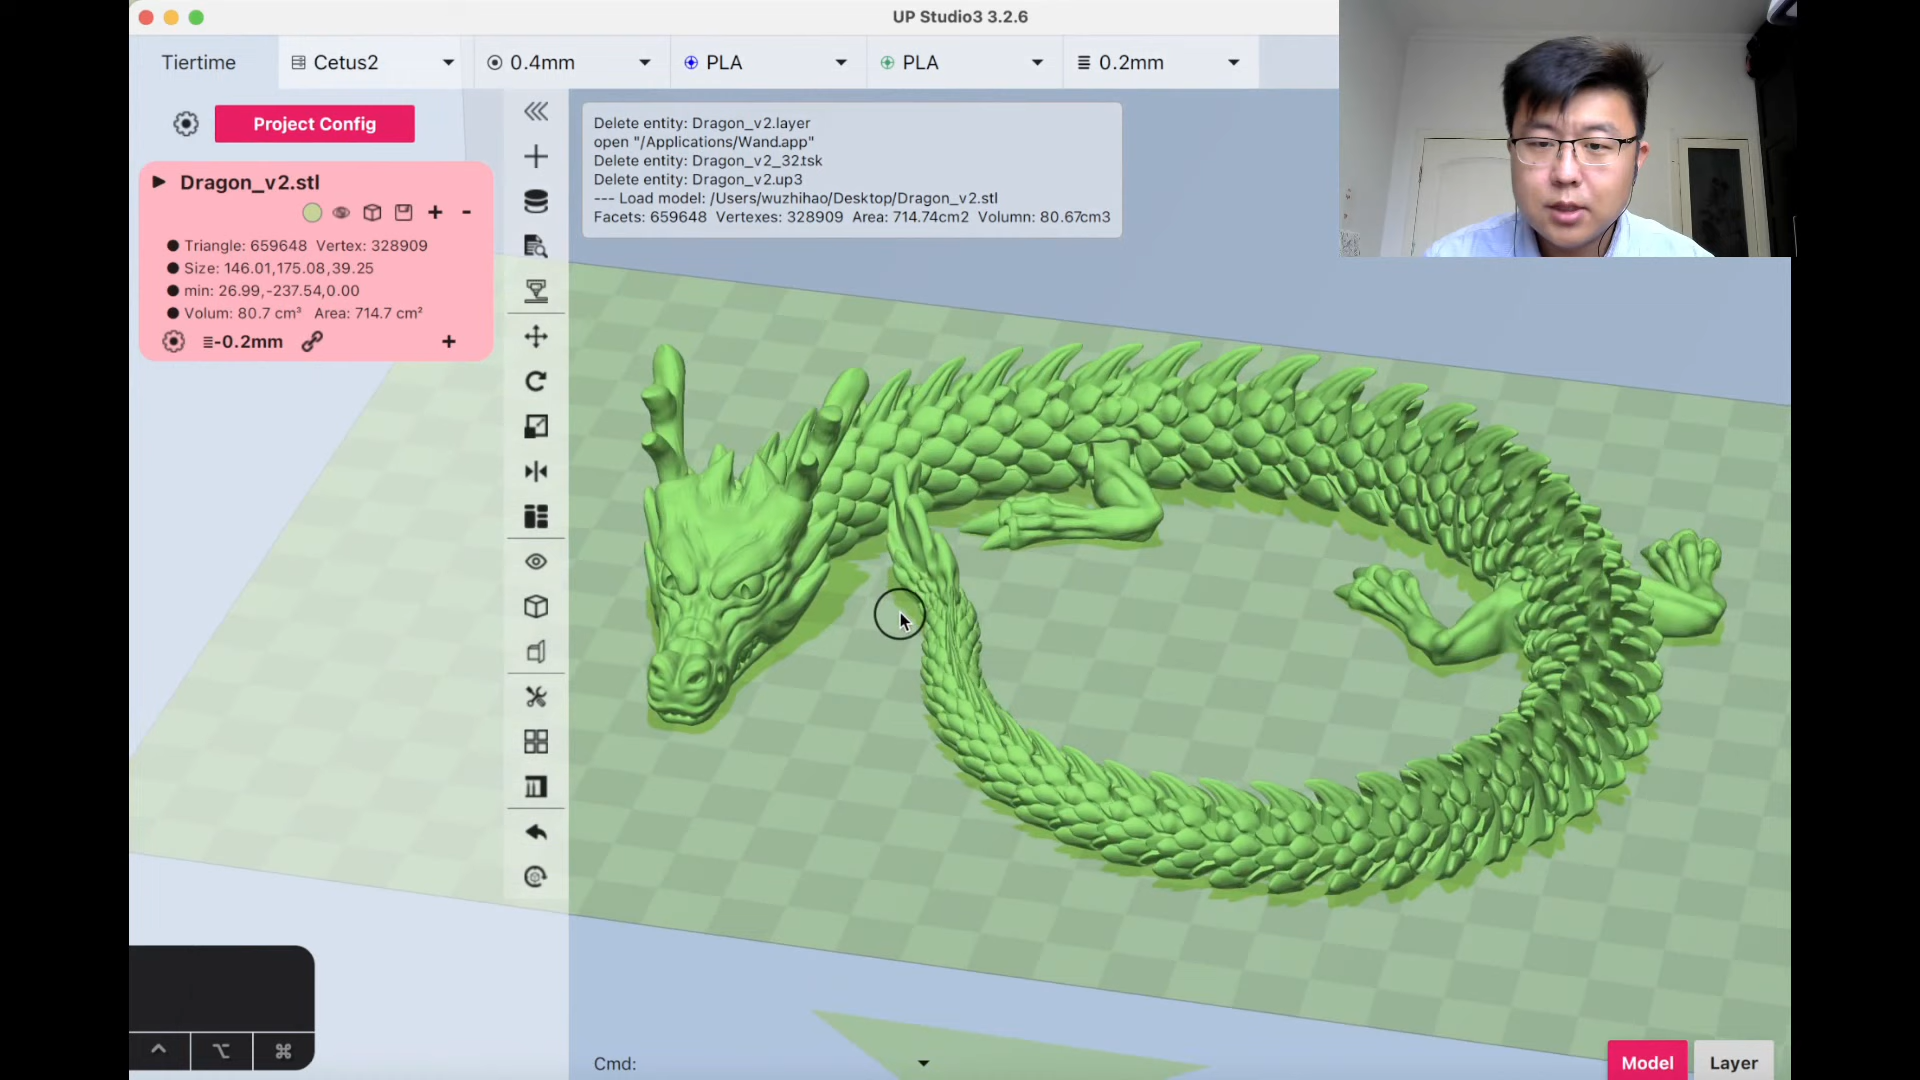 UP Studio3 3.2.6
Tiertime
Cetus2
0.4mm
PLA
PLA
0.2mm
Project Config
Dragon_v2.stl
Triangle: 659648 Vertex: 328909
Size: 146.01,175.08,39.25
min: 26.99,-237.54,0.00
Volum: 80.7 cm³ Area: 714.7 cm²
-0.2mm
Delete entity: Dragon_v2.layer
open "/Applications/Wand.app"
Delete entity: Dragon_v2_32.tsk
Delete entity: Dragon_v2.up3
--- Load model: /Users/wuzhihao/Desktop/Dragon_v2.stl
Facets: 659648 Vertexes: 328909 Area: 714.74cm2 Volumn: 80.67cm3
Cmd:
Model
Layer